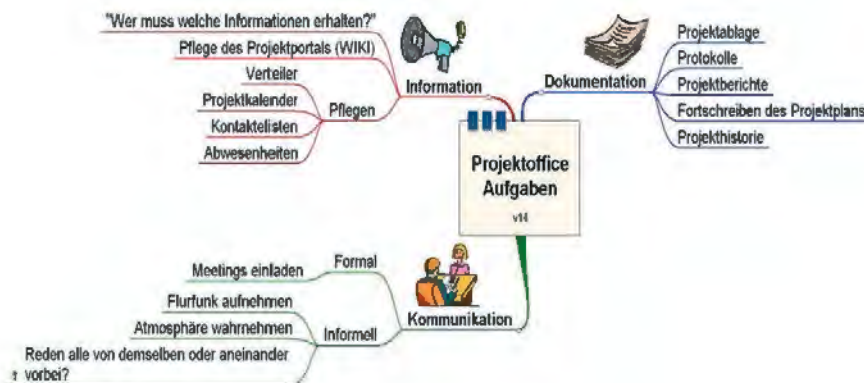 "Wer muss welche Informationen erhalten?"
Pflege des Projektportals (WIKI)
Verteiler
Projektkalender
Kontaktelisten
Abwesenheiten
Pflegen
Information
Dokumentation
Projektablage
Protokolle
Projektberichte
Fortschreiben des Projektplans
Projekthistorie
Projektoffice
Aufgaben
v14
Meetings einladen
Formal
Flurfunk aufnehmen
Atmosphäre wahrnehmen
Reden alle von demselben oder aneinander
vorbei?
Informell
Kommunikation